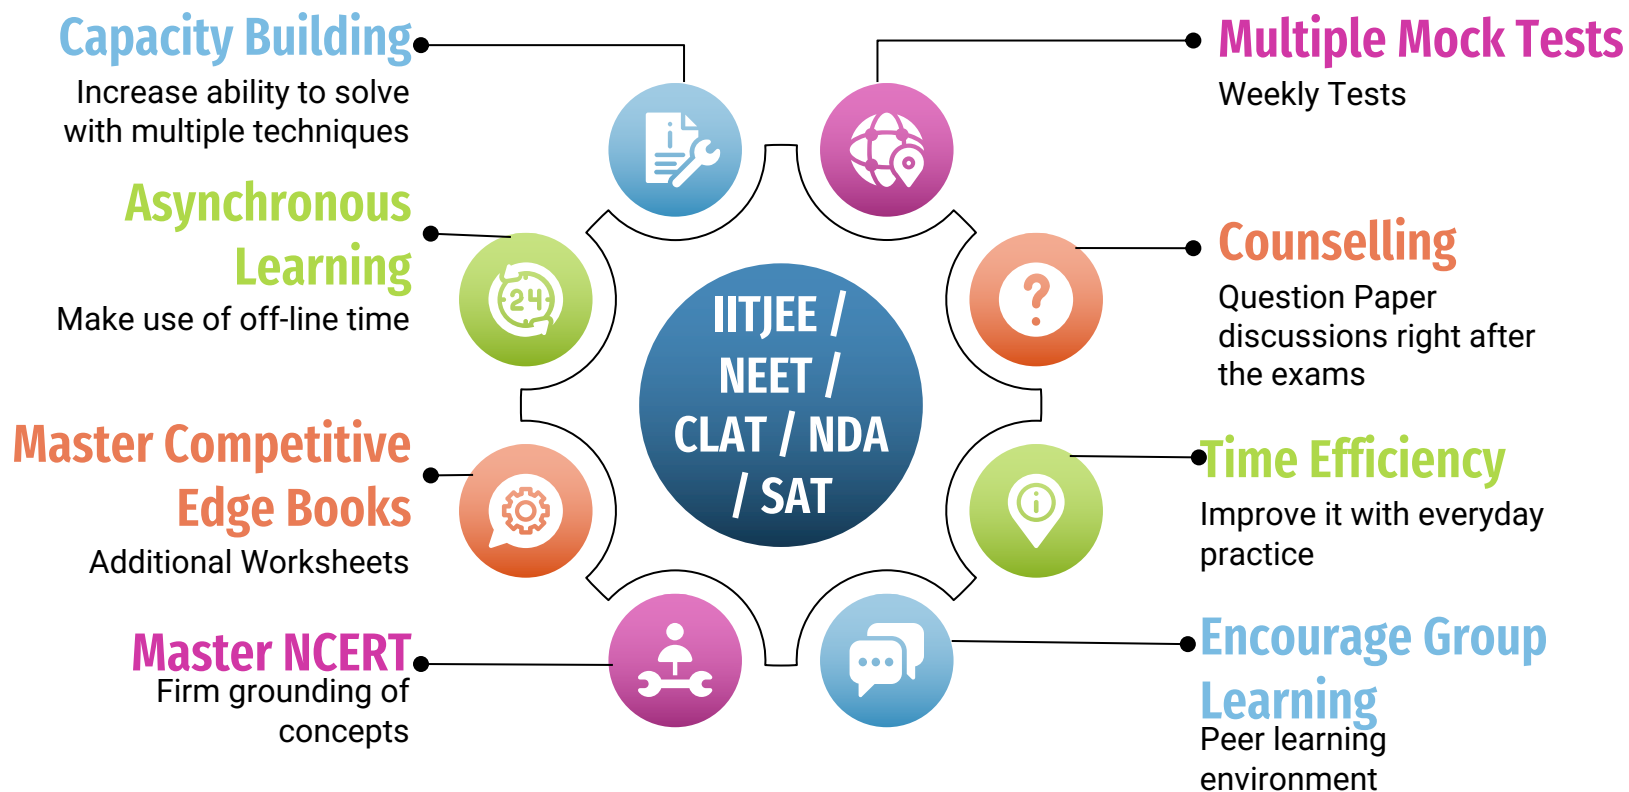 Capacity Building
Increase ability to solve
with multiple techniques
Asynchronous
Learning
Make use of off-line time
Master Competitive
Edge Books
Additional Worksheets
Master NCERT
Firm grounding of
concepts
24
IITJEE /
NEET /
CLAT / NDA
/ SAT
Multiple Mock Tests
Weekly Tests
Counselling
Question Paper
discussions right after
the exams
Time Efficiency
Improve it with everyday
practice
Encourage Group
Learning
Peer learning
environment